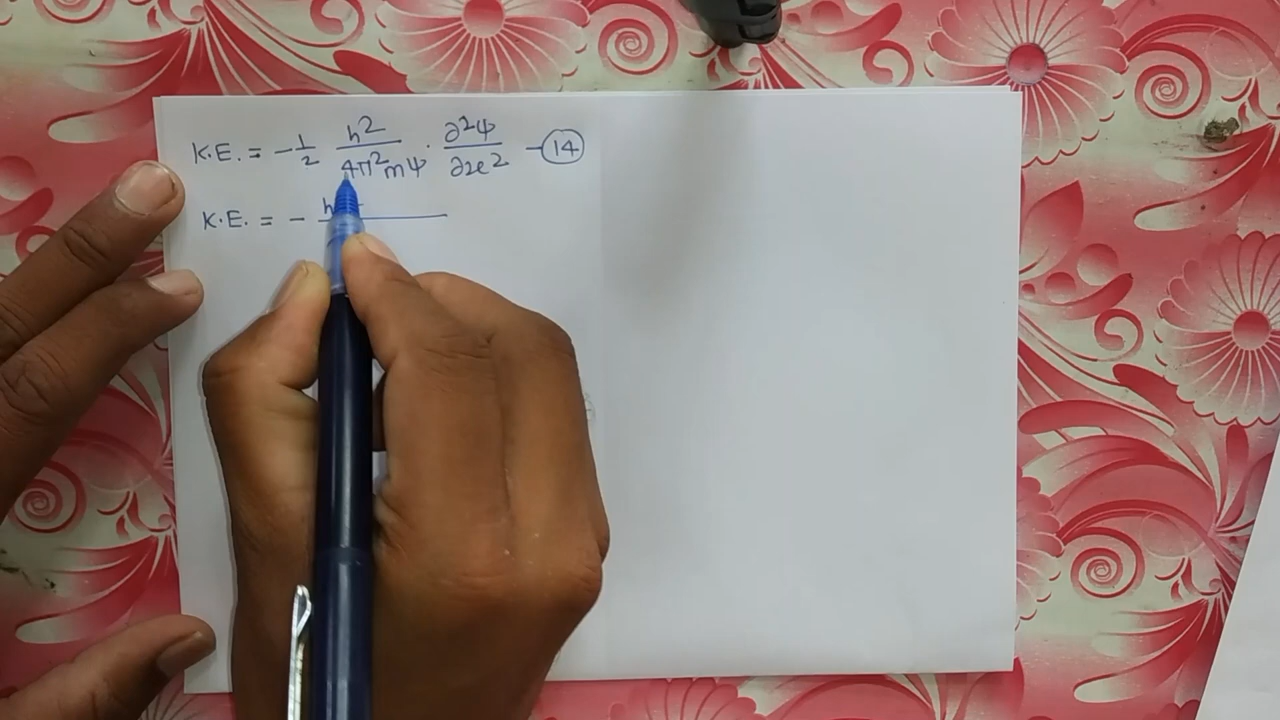 K.E. = -1/2 h²/4π²mψ · ∂²ψ/∂x² -(14)
K.E. = - h